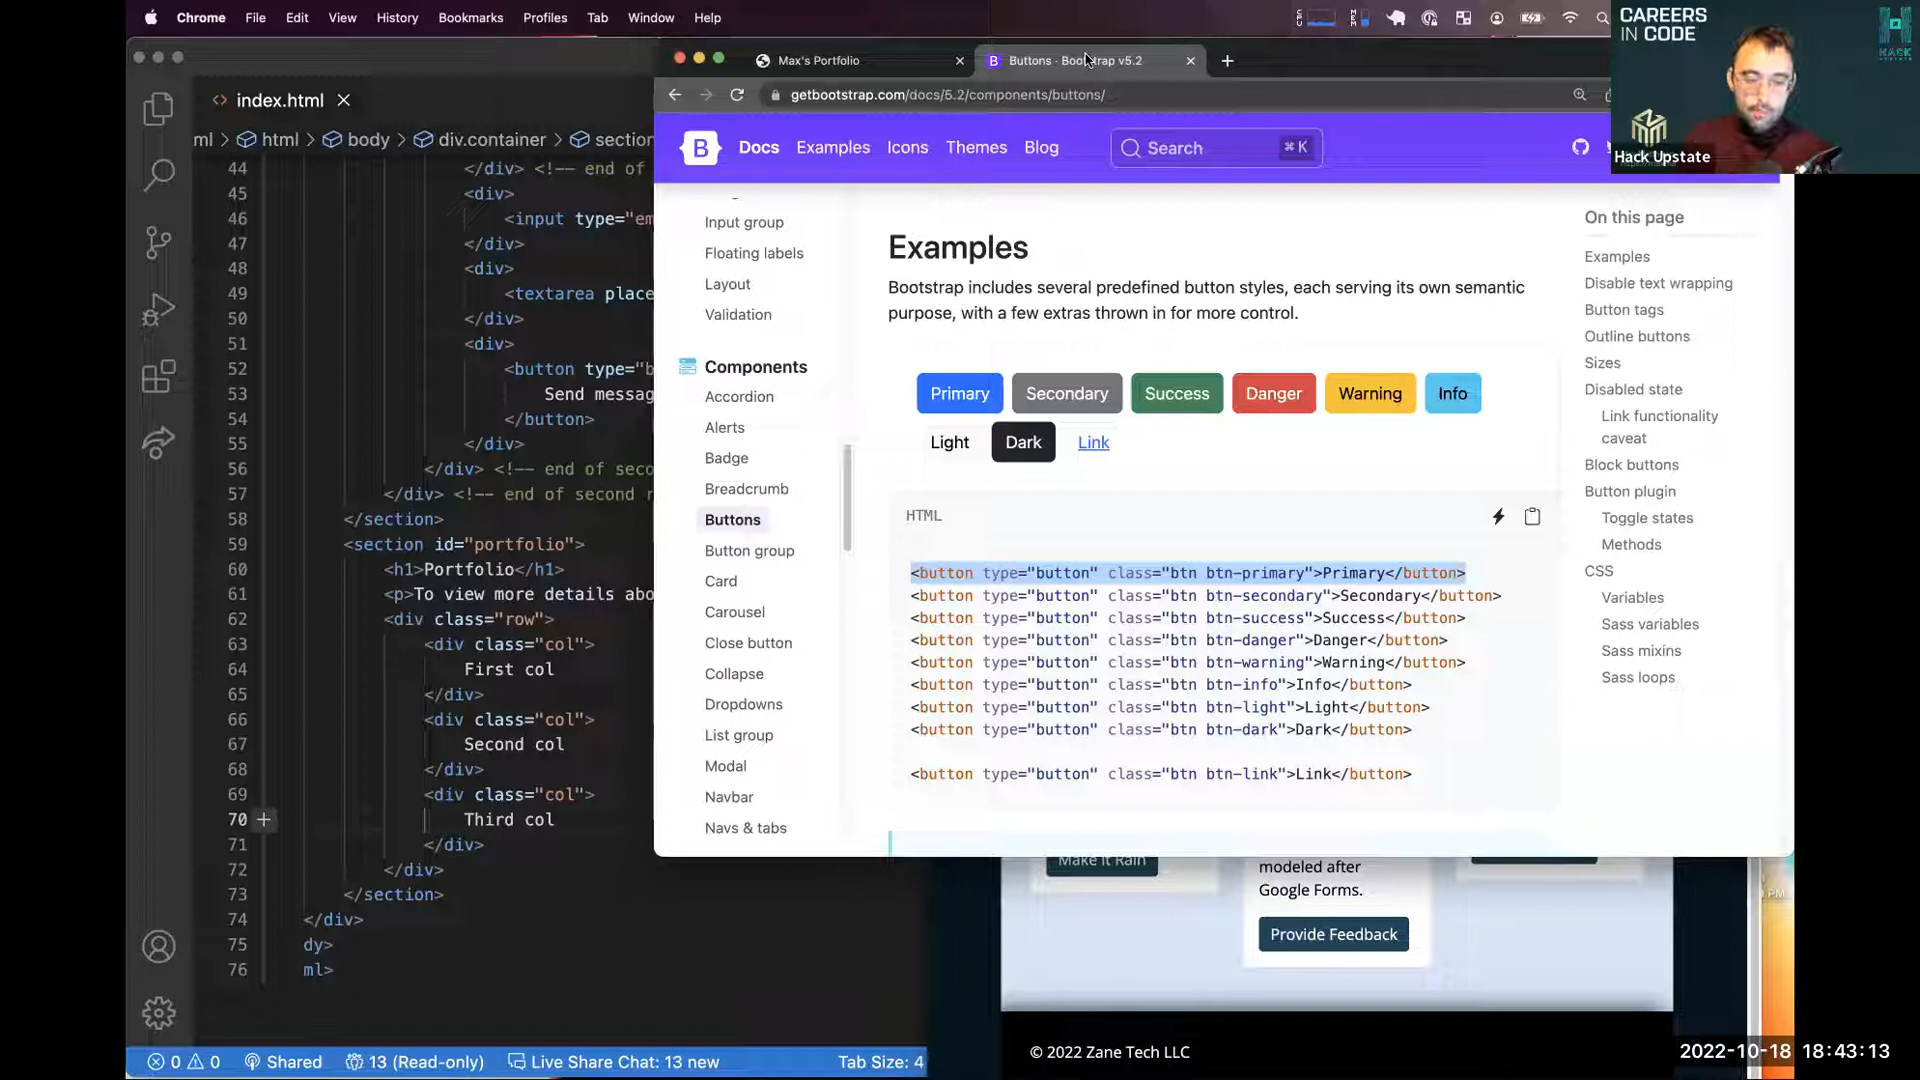 Chrome File Edit View History Bookmarks Profiles Tab Window Help
CAREERS
IN CODE
HACK
Hack Upstate
index.html
ml > html > body > div.container > section
44 </div> <!-- end of
45 <div>
46 <input type="em
47 </div>
48 <div>
49 <textarea place
50 </div>
51 <div>
52 <button type="b
53 Send messag
54 </button>
55 </div>
56 </div> <!-- end of seco
57 </div> <!-- end of second r
58 </section>
59 <section id="portfolio">
60 <h1>Portfolio</h1>
61 <p>To view more details abo
62 <div class="row">
63 <div class="col">
64 First col
65 </div>
66 <div class="col">
67 Second col
68 </div>
69 <div class="col">
70 Third col
71 </div>
72 </div>
73 </section>
74 </div>
75 dy>
76 ml>
0 0 Shared 13 (Read-only) Live Share Chat: 13 new Tab Size: 4
Max's Portfolio
Buttons · Bootstrap v5.2
getbootstrap.com/docs/5.2/components/buttons/
B Docs Examples Icons Themes Blog Search ⌘ K
Input group
Floating labels
Layout
Validation
Components
Accordion
Alerts
Badge
Breadcrumb
Buttons
Button group
Card
Carousel
Close button
Collapse
Dropdowns
List group
Modal
Navbar
Navs & tabs
Examples
Bootstrap includes several predefined button styles, each serving its own semantic
purpose, with a few extras thrown in for more control.
Primary Secondary Success Danger Warning Info
Light Dark Link
HTML
<button type="button" class="btn btn-primary">Primary</button>
<button type="button" class="btn btn-secondary">Secondary</button>
<button type="button" class="btn btn-success">Success</button>
<button type="button" class="btn btn-danger">Danger</button>
<button type="button" class="btn btn-warning">Warning</button>
<button type="button" class="btn btn-info">Info</button>
<button type="button" class="btn btn-light">Light</button>
<button type="button" class="btn btn-dark">Dark</button>
<button type="button" class="btn btn-link">Link</button>
On this page
Examples
Disable text wrapping
Button tags
Outline buttons
Sizes
Disabled state
Link functionality
caveat
Block buttons
Button plugin
Toggle states
Methods
CSS
Variables
Sass variables
Sass mixins
Sass loops
Make It Rain
modeled after
Google Forms.
Provide Feedback
© 2022 Zane Tech LLC
2022-10-18 18:43:13